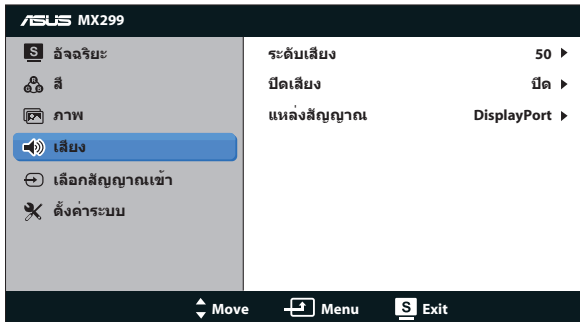 ASUS MX299
S อัจฉริยะ
สี
ภาพ
เสียง
เลือกสัญญาณเข้า
ตั้งค่าระบบ
ระดับเสียง 50
ปิดเสียง ปิด
แหล่งสัญญาณ DisplayPort
Move Menu S Exit